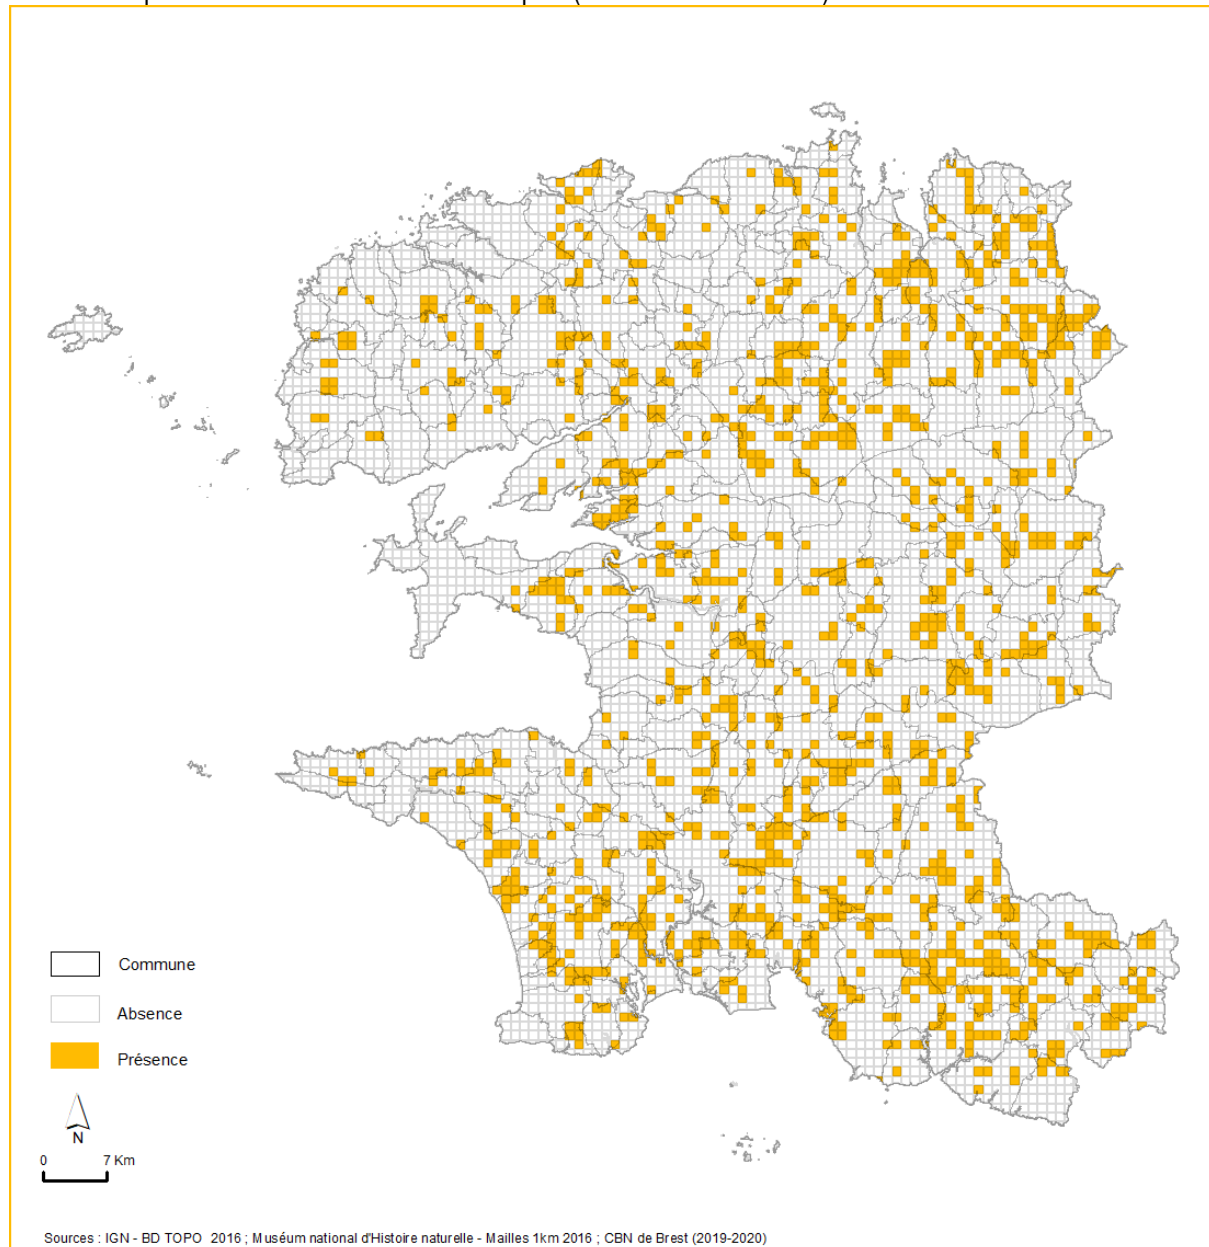 Commune
Absence
Présence
N
0 7 Km
Sources : IGN - BD TOPO 2016 ; Muséum national d'Histoire naturelle - Mailles 1km 2016 ; CBN de Brest (2019-2020)